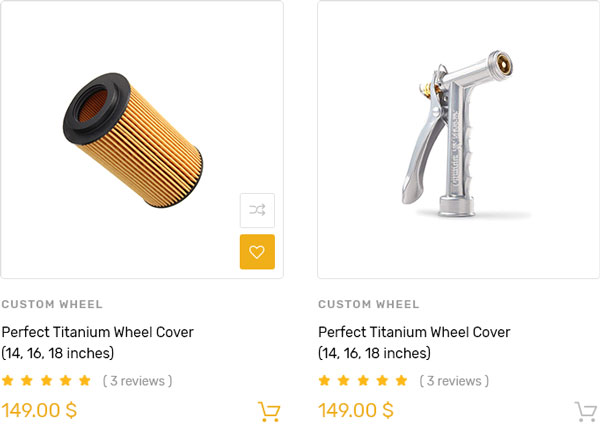 CUSTOM WHEEL
Perfect Titanium Wheel Cover
(14, 16, 18 inches)
( 3 reviews )
149.00 $
CUSTOM WHEEL
Perfect Titanium Wheel Cover
(14, 16, 18 inches)
( 3 reviews )
149.00 $